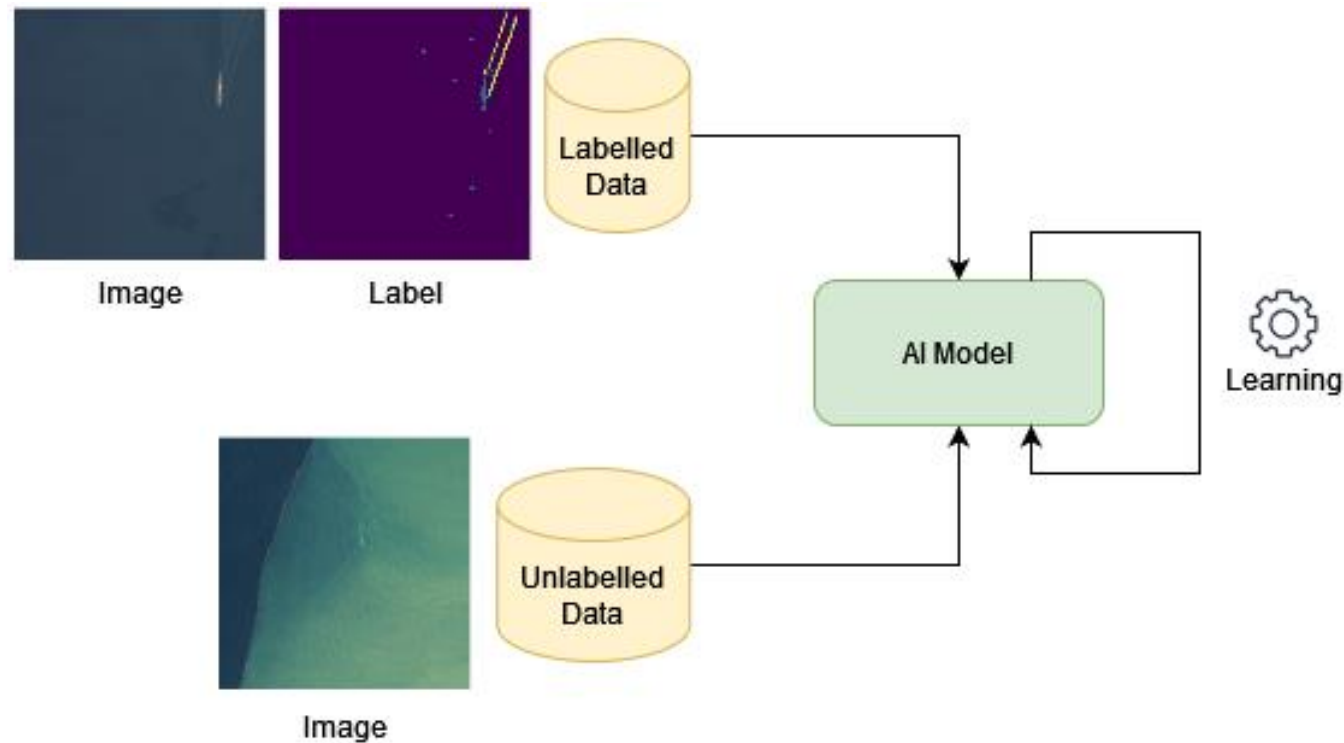 Labelled
Data
Image
Label
AI Model
Learning
Unlabelled
Data
Image